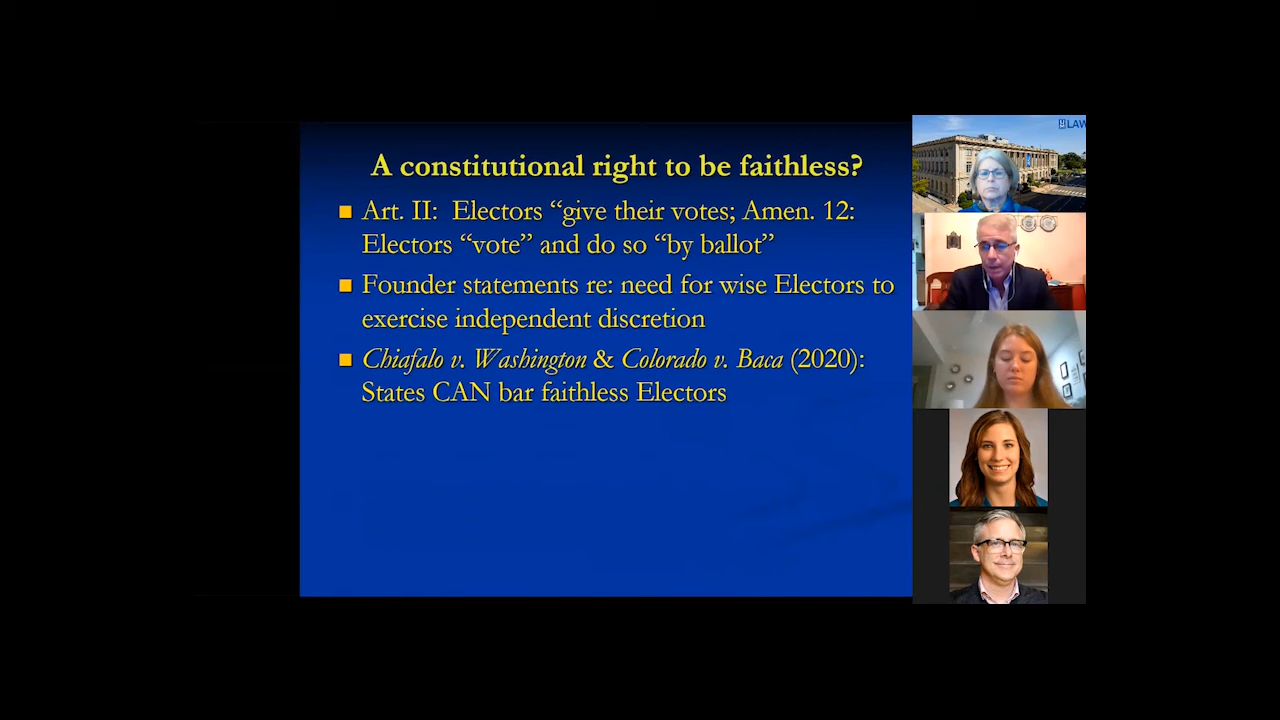 A constitutional right to be faithless?
Art. II: Electors “give their votes; Amen. 12:
Electors “vote” and do so “by ballot”
Founder statements re: need for wise Electors to
exercise independent discretion
Chiafalo v. Washington & Colorado v. Baca (2020):
States CAN bar faithless Electors
LAW